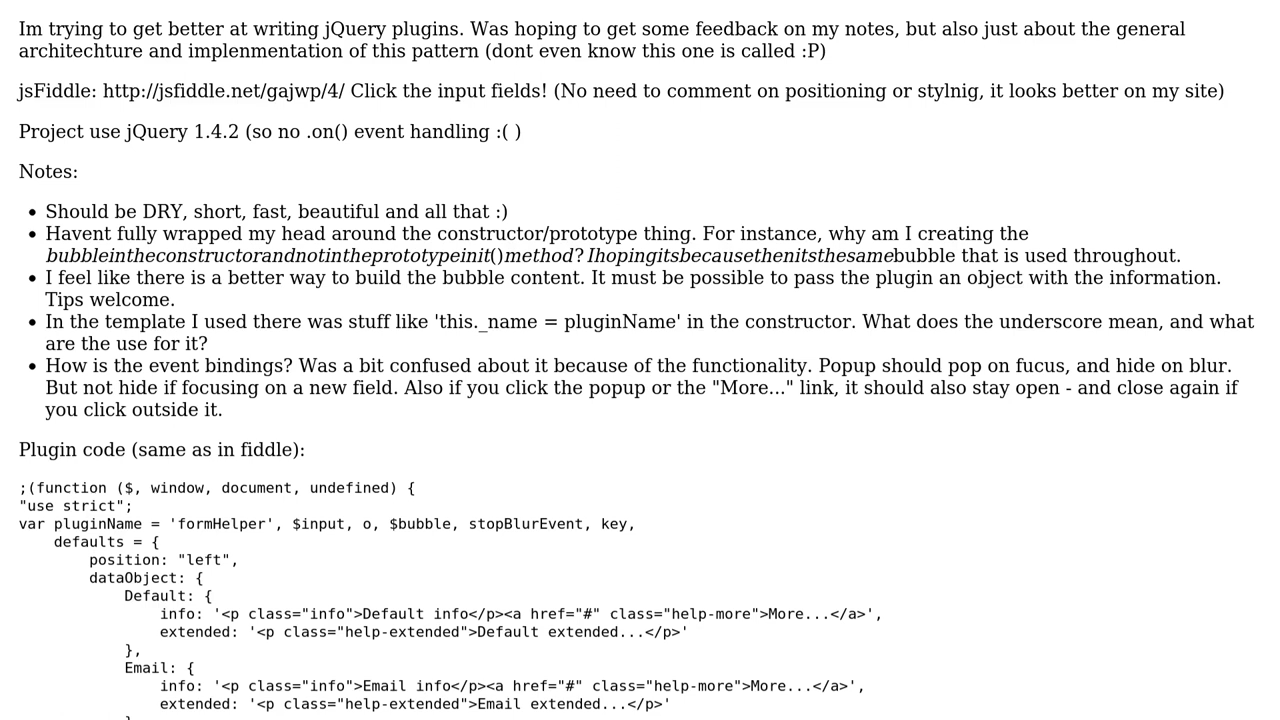 Im trying to get better at writing jQuery plugins. Was hoping to get some feedback on my notes, but also just about the general
architechture and implenmentation of this pattern (dont even know this one is called :P)
jsFiddle: http://jsfiddle.net/gajwp/4/ Click the input fields! (No need to comment on positioning or stylnig, it looks better on my site)
Project use jQuery 1.4.2 (so no .on() event handling :( )
Notes:
• Should be DRY, short, fast, beautiful and all that :)
• Havent fully wrapped my head around the constructor/prototype thing. For instance, why am I creating the
bubbleintheconstructorandnotintheprototypeinit()method? Ihopingitsbecausethenitsthesamebubble that is used throughout.
• I feel like there is a better way to build the bubble content. It must be possible to pass the plugin an object with the information.
Tips welcome.
• In the template I used there was stuff like 'this._name = pluginName' in the constructor. What does the underscore mean, and what
are the use for it?
• How is the event bindings? Was a bit confused about it because of the functionality. Popup should pop on fucus, and hide on blur.
But not hide if focusing on a new field. Also if you click the popup or the "More..." link, it should also stay open - and close again if
you click outside it.
Plugin code (same as in fiddle):
;(function ($, window, document, undefined) {
"use strict";
var pluginName = 'formHelper', $input, o, $bubble, stopBlurEvent, key,
    defaults = {
        position: "left",
        dataObject: {
            Default: {
                info: '<p class="info">Default info</p><a href="#" class="help-more">More...</a>',
                extended: '<p class="help-extended">Default extended...</p>'
            },
            Email: {
                info: '<p class="info">Email info</p><a href="#" class="help-more">More...</a>',
                extended: '<p class="help-extended">Email extended...</p>'